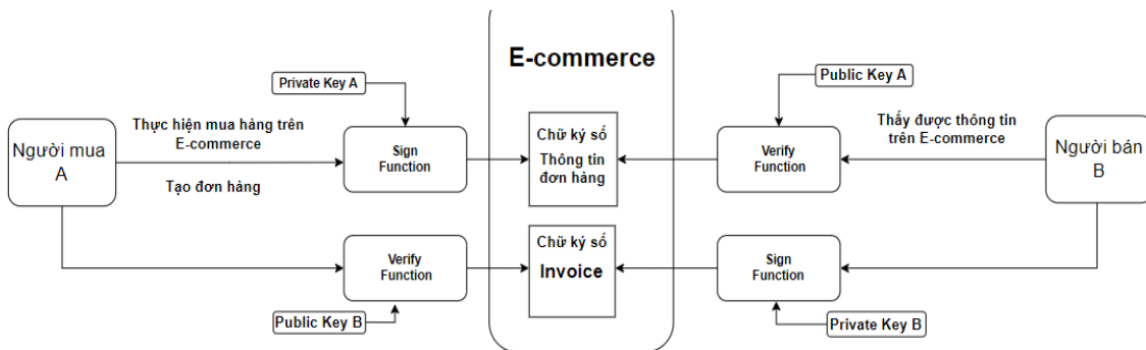 E-commerce
Private Key A
Public Key A
Thực hiện mua hàng trên
E-commerce
Tạo đơn hàng
Người mua
A
Sign
Function
Chữ ký số
Thông tin
đơn hàng
Verify
Function
Thấy được thông tin
trên E-commerce
Người bán
B
Verify
Function
Chữ ký số
Invoice
Sign
Function
Public Key B
Private Key B